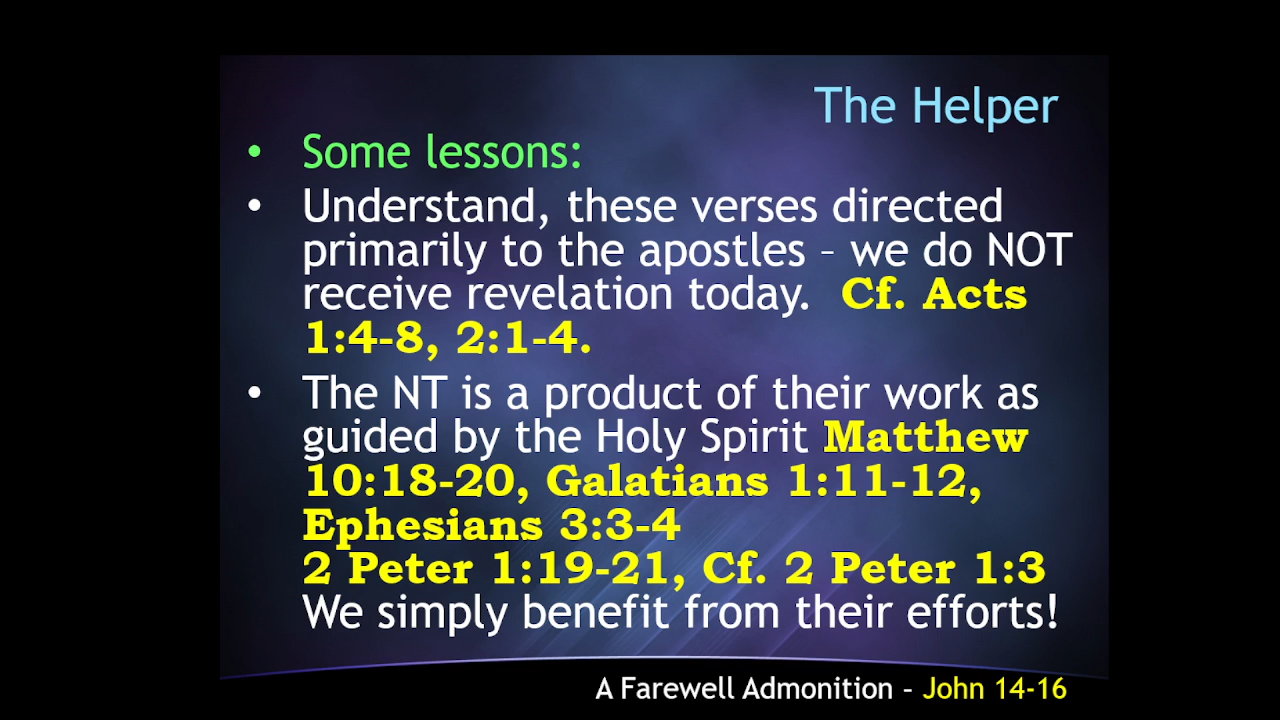 The Helper
• Some lessons:
• Understand, these verses directed
primarily to the apostles – we do NOT
receive revelation today. Cf. Acts
1:4-8, 2:1-4.
• The NT is a product of their work as
guided by the Holy Spirit Matthew
10:18-20, Galatians 1:11-12,
Ephesians 3:3-4
2 Peter 1:19-21, Cf. 2 Peter 1:3
We simply benefit from their efforts!
A Farewell Admonition – John 14-16